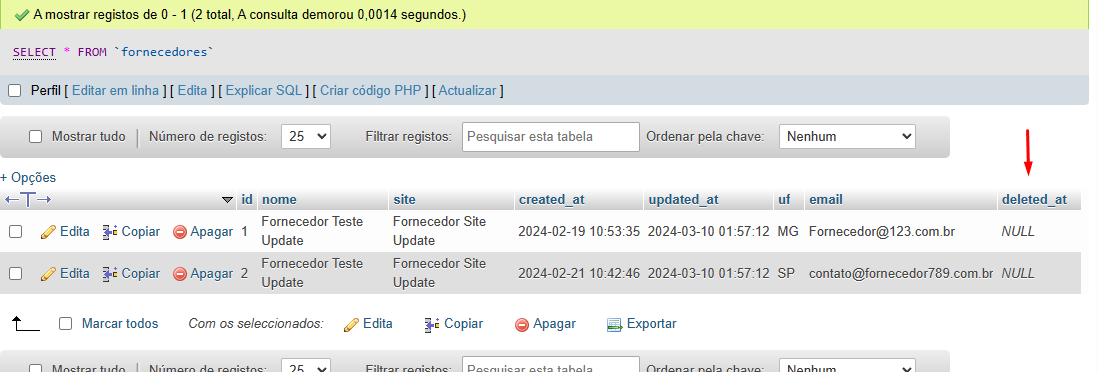 A mostrar registos de 0 - 1 (2 total, A consulta demorou 0,0014 segundos.)
SELECT * FROM `fornecedores`
Perfil [ Editar em linha ] [ Edita ] [ Explicar SQL ] [ Criar código PHP ] [ Actualizar ]
Mostrar tudo | Número de registos: 25 Filtrar registos: Pesquisar esta tabela Ordenar pela chave: Nenhum
+ Opções
id nome site created_at updated_at uf email deleted_at
Edita Copiar Apagar 1 Fornecedor Teste Update Fornecedor Site Update 2024-02-19 10:53:35 2024-03-10 01:57:12 MG Fornecedor@123.com.br NULL
Edita Copiar Apagar 2 Fornecedor Teste Update Fornecedor Site Update 2024-02-21 10:42:46 2024-03-10 01:57:12 SP contato@fornecedor789.com.br NULL
Marcar todos Com os seleccionados: Edita Copiar Apagar Exportar
Mostrar tudo | Número de registos: 25 Filtrar registos: Pesquisar esta tabela Ordenar pela chave: Nenhum